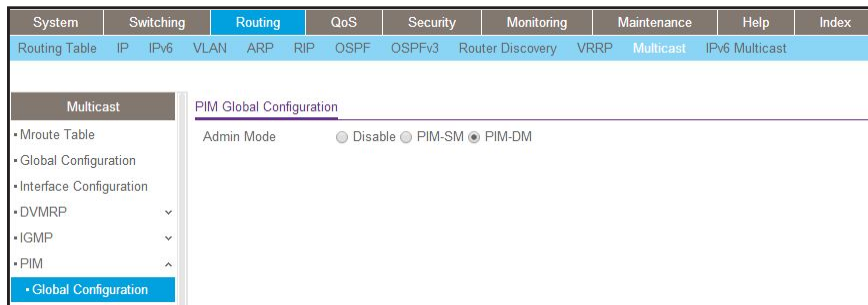 System Switching Routing QoS Security Monitoring Maintenance Help Index
Routing Table IP IPv6 VLAN ARP RIP OSPF OSPFv3 Router Discovery VRRP Multicast IPv6 Multicast
Multicast
Mroute Table
Global Configuration
Interface Configuration
DVMRP
IGMP
PIM
Global Configuration
PIM Global Configuration
Admin Mode Disable PIM-SM PIM-DM